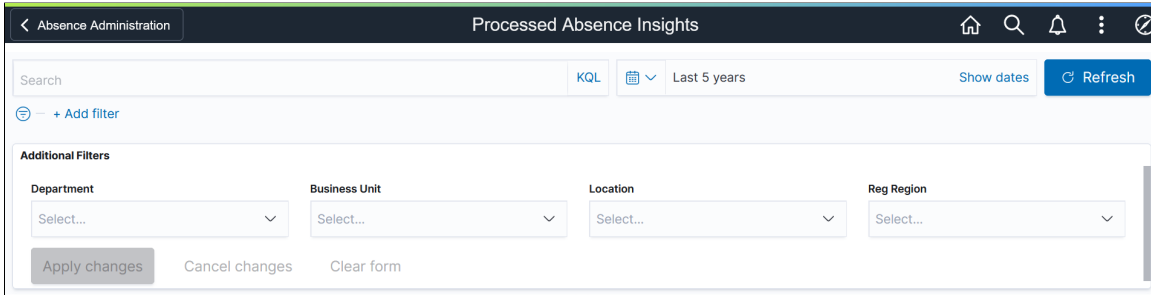 Absence Administration Processed Absence Insights
Search KQL Last 5 years Show dates Refresh
+ Add filter
Additional Filters
Department Business Unit Location Reg Region
Select... Select... Select... Select...
Apply changes Cancel changes Clear form